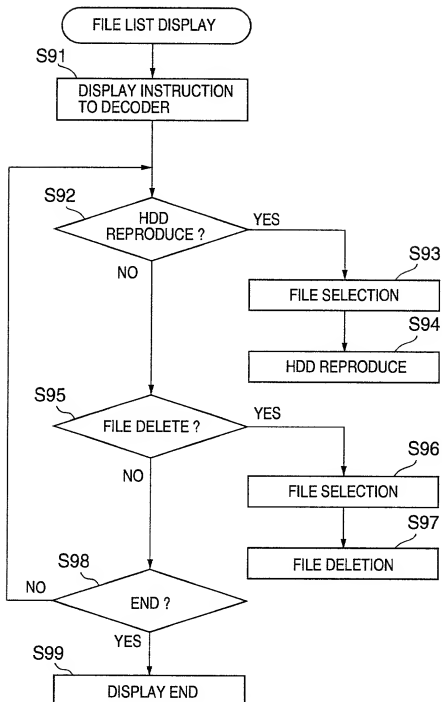 FILE LIST DISPLAY
S91
DISPLAY INSTRUCTION
TO DECODER
S92
HDD
REPRODUCE ?
YES
NO
S93
FILE SELECTION
S94
HDD REPRODUCE
S95
FILE DELETE ?
YES
NO
S96
FILE SELECTION
S97
FILE DELETION
S98
NO
END ?
YES
S99
DISPLAY END